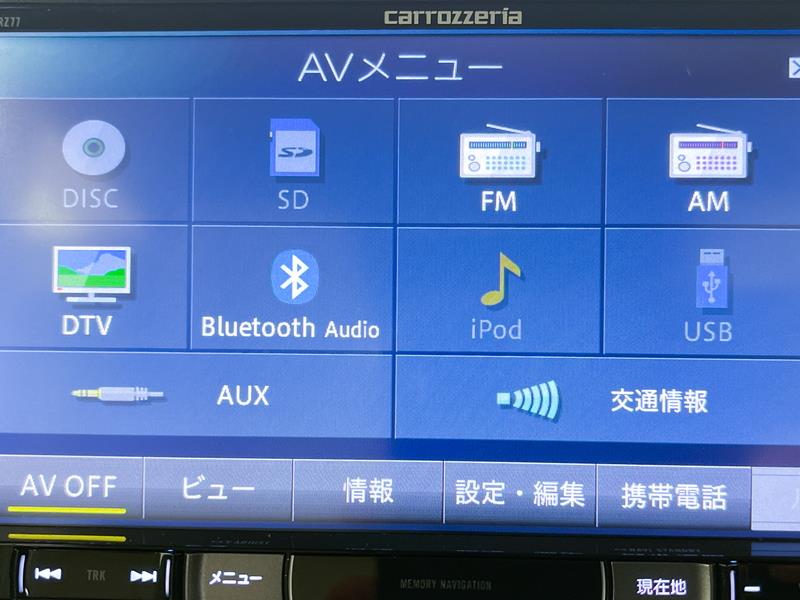 RZ77
carrozzeria
AVメニュー
DISC
SD
FM
AM
DTV
Bluetooth Audio
iPod
USB
AUX
交通情報
AV OFF
ビュー
情報
設定・編集
携帯電話
TRK
メニュー
MEMORY NAVIGATION
現在地